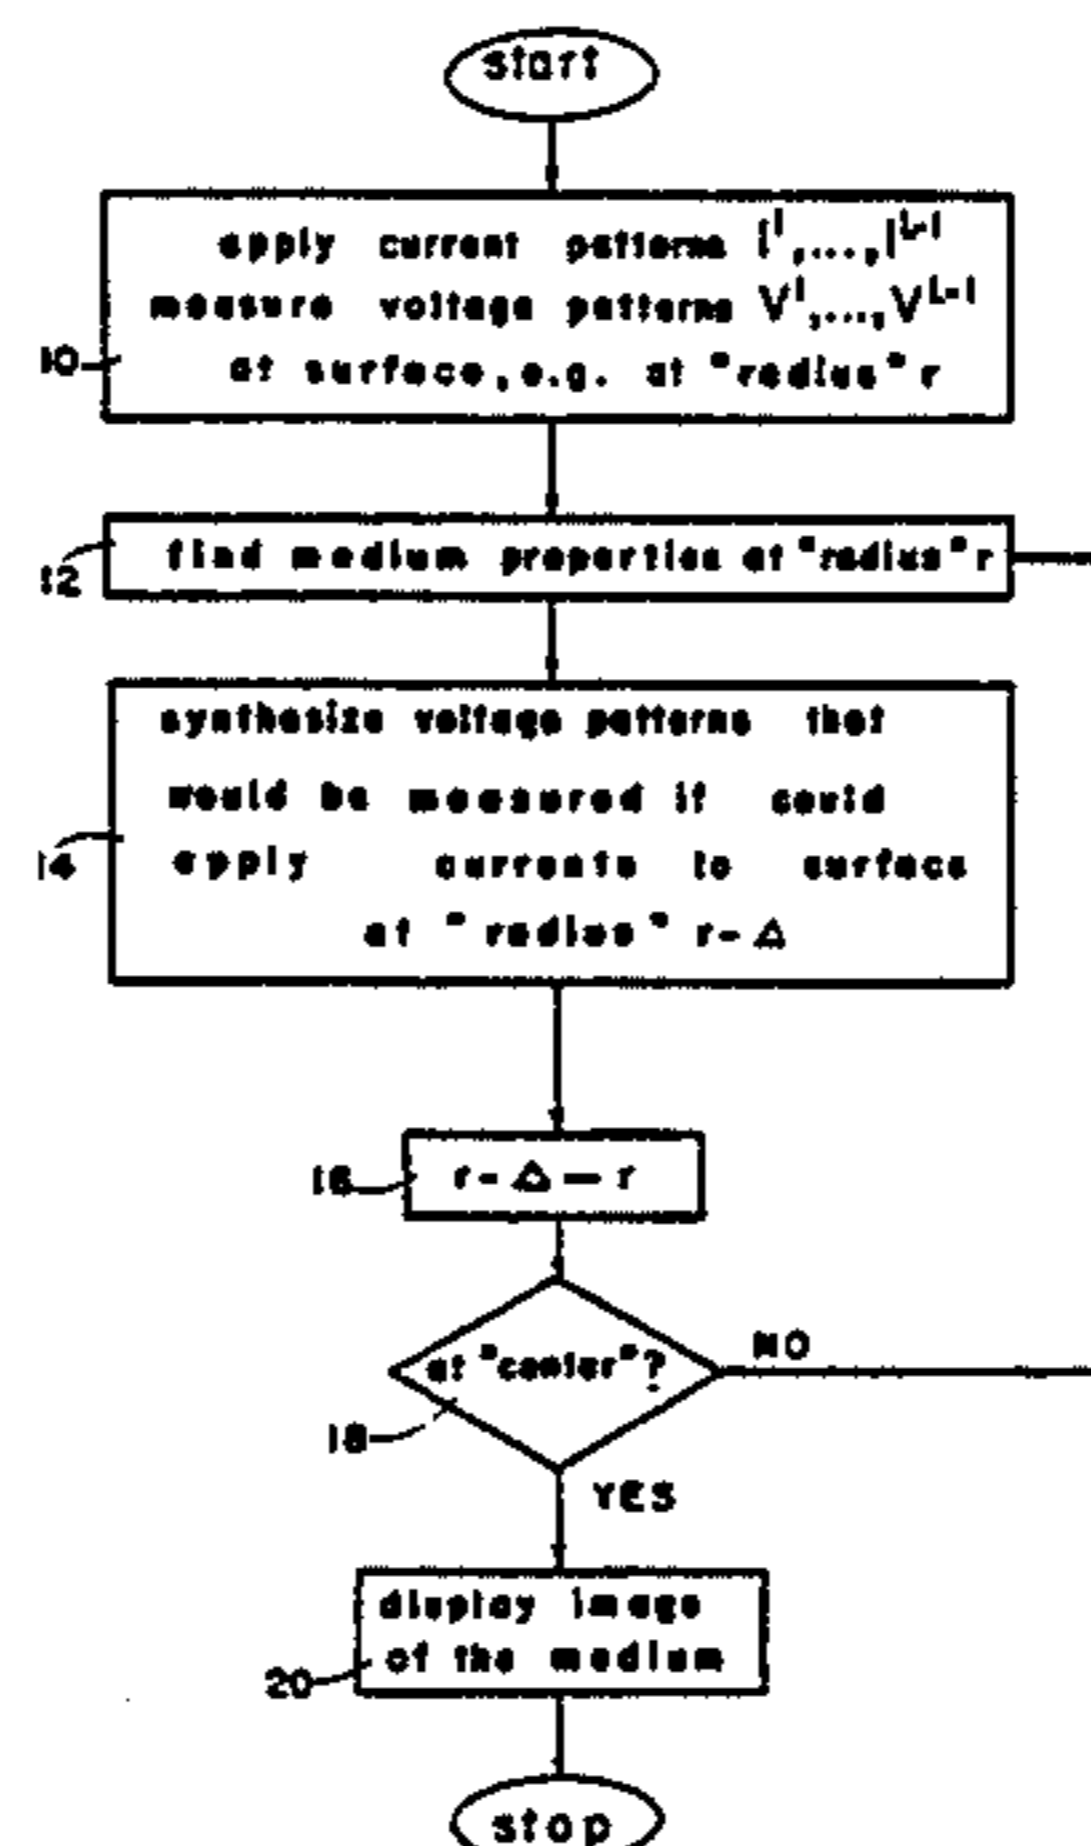 start
apply current patterns I¹,...,Iᴸ⁻¹
measure voltage patterns V¹,...,Vᴸ⁻¹
10
at surface, e.g. at "radius" r
12
find medium properties at "radius" r
synthesize voltage patterns that
would be measured if could
14
apply currents to surface
at "radius" r-Δ
16
r-Δ—r
at "center"?
NO
18
YES
display image
of the medium
20
stop